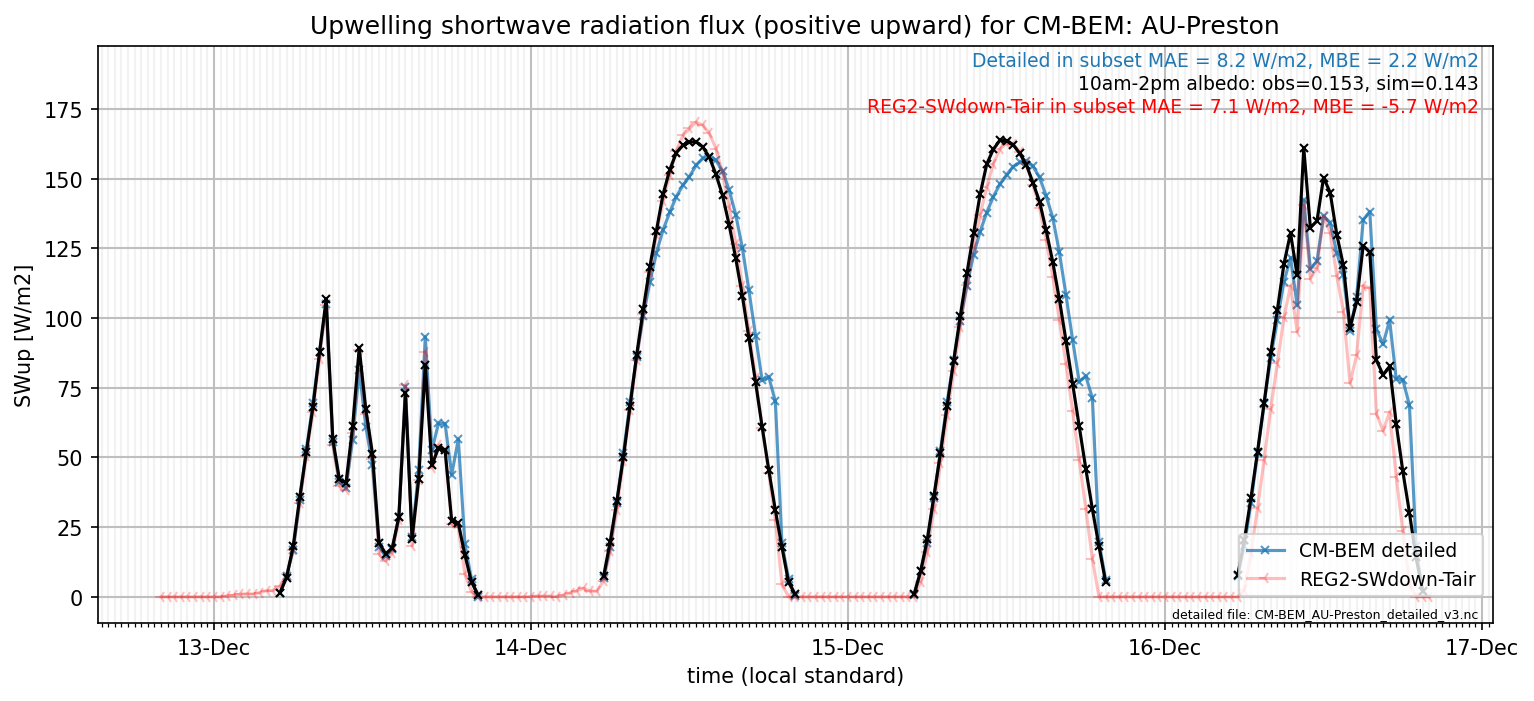 Upwelling shortwave radiation flux (positive upward) for CM-BEM: AU-Preston
Detailed in subset MAE = 8.2 W/m2, MBE = 2.2 W/m2
10am-2pm albedo: obs=0.153, sim=0.143
REG2-SWdown-Tair in subset MAE = 7.1 W/m2, MBE = -5.7 W/m2
SWup [W/m2]
175
150
125
100
75
50
25
0
CM-BEM detailed
REG2-SWdown-Tair
detailed file: CM-BEM_AU-Preston_detailed_v3.nc
13-Dec 14-Dec 15-Dec 16-Dec 17-Dec
time (local standard)